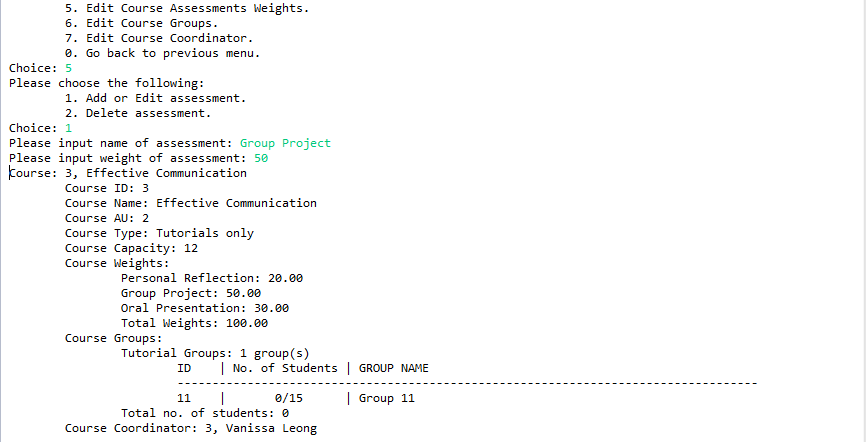 5. Edit Course Assessments Weights.
6. Edit Course Groups.
7. Edit Course Coordinator.
0. Go back to previous menu.
Choice: 5
Please choose the following:
1. Add or Edit assessment.
2. Delete assessment.
Choice: 1
Please input name of assessment: Group Project
Please input weight of assessment: 50
Course: 3, Effective Communication
Course ID: 3
Course Name: Effective Communication
Course AU: 2
Course Type: Tutorials only
Course Capacity: 12
Course Weights:
Personal Reflection: 20.00
Group Project: 50.00
Oral Presentation: 30.00
Total Weights: 100.00
Course Groups:
Tutorial Groups: 1 group(s)
ID | No. of Students | GROUP NAME
----------------------------------------------------------------------------------
11 | 0/15 | Group 11
Total no. of students: 0
Course Coordinator: 3, Vanissa Leong